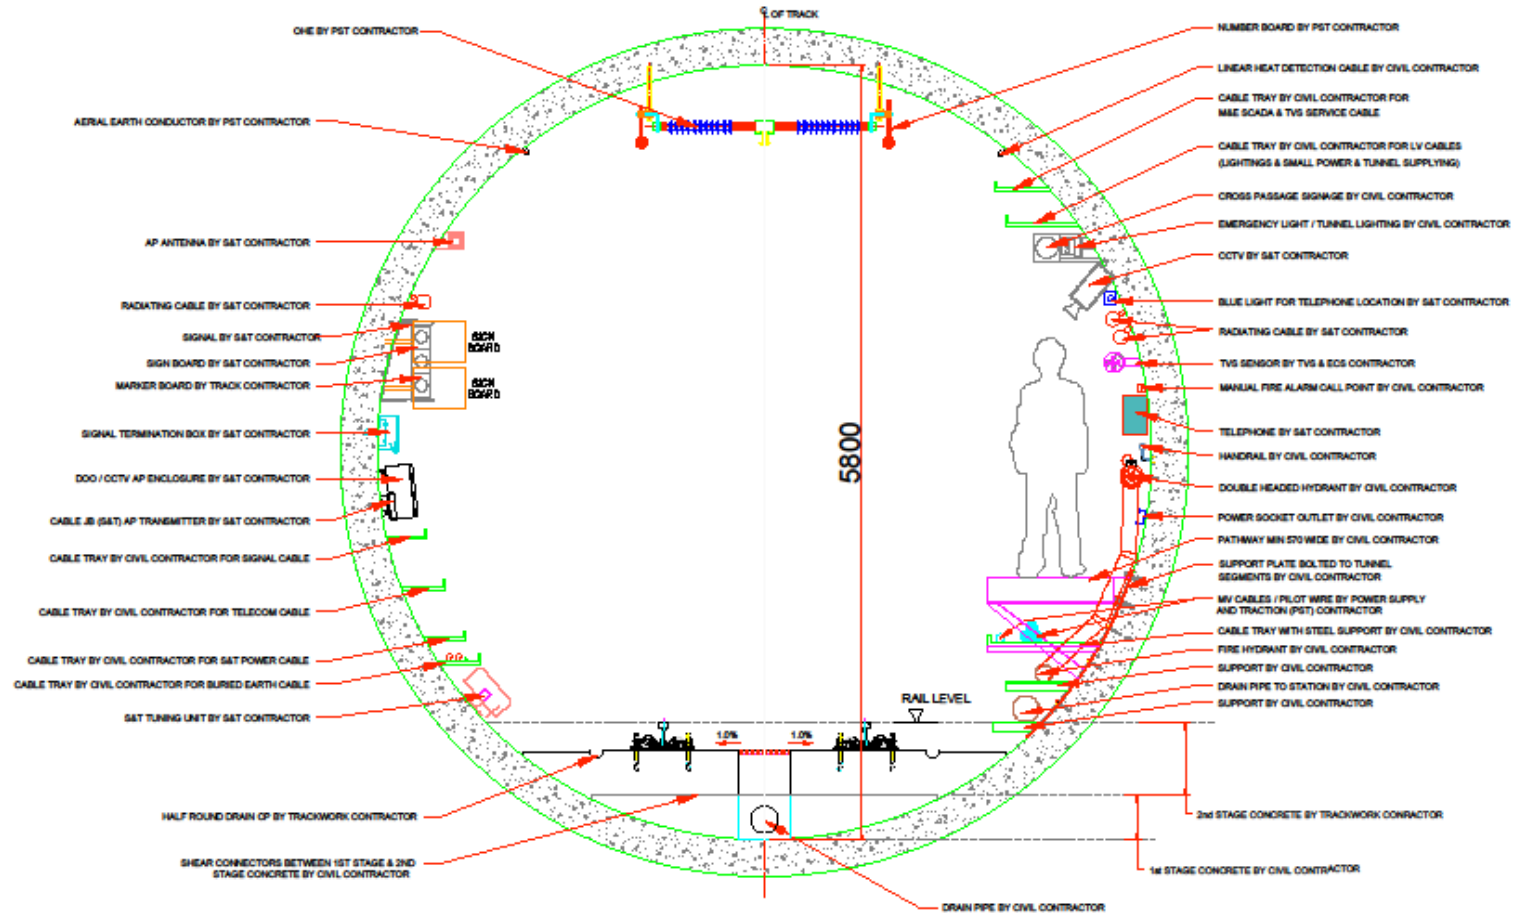 ℄ OF TRACK
OHE BY PST CONTRACTOR
AERIAL EARTH CONDUCTOR BY PST CONTRACTOR
AP ANTENNA BY S&T CONTRACTOR
RADIATING CABLE BY S&T CONTRACTOR
SIGNAL BY S&T CONTRACTOR
SIGN BOARD BY S&T CONTRACTOR
MARKER BOARD BY TRACK CONTRACTOR
SIGN
BOARD
SIGN
BOARD
SIGNAL TERMINATION BOX BY S&T CONTRACTOR
DOO / CCTV AP ENCLOSURE BY S&T CONTRACTOR
CABLE JB (S&T) AP TRANSMITTER BY S&T CONTRACTOR
CABLE TRAY BY CIVIL CONTRACTOR FOR SIGNAL CABLE
CABLE TRAY BY CIVIL CONTRACTOR FOR TELECOM CABLE
CABLE TRAY BY CIVIL CONTRACTOR FOR S&T POWER CABLE
CABLE TRAY BY CIVIL CONTRACTOR FOR BURIED EARTH CABLE
S&T TUNING UNIT BY S&T CONTRACTOR
HALF ROUND DRAIN OP BY TRACKWORK CONTRACTOR
SHEAR CONNECTORS BETWEEN 1ST STAGE & 2ND
STAGE CONCRETE BY CIVIL CONTRACTOR
5800
RAIL LEVEL
1.0%
1.0%
NUMBER BOARD BY PST CONTRACTOR
LINEAR HEAT DETECTION CABLE BY CIVIL CONTRACTOR
CABLE TRAY BY CIVIL CONTRACTOR FOR
M&E SCADA & TVS SERVICE CABLE
CABLE TRAY BY CIVIL CONTRACTOR FOR LV CABLES
(LIGHTINGS & SMALL POWER & TUNNEL SUPPLYING)
CROSS PASSAGE SIGNAGE BY CIVIL CONTRACTOR
EMERGENCY LIGHT / TUNNEL LIGHTING BY CIVIL CONTRACTOR
CCTV BY S&T CONTRACTOR
BLUE LIGHT FOR TELEPHONE LOCATION BY S&T CONTRACTOR
RADIATING CABLE BY S&T CONTRACTOR
TVS SENSOR BY TVS & ECS CONTRACTOR
MANUAL FIRE ALARM CALL POINT BY CIVIL CONTRACTOR
TELEPHONE BY S&T CONTRACTOR
HANDRAIL BY CIVIL CONTRACTOR
DOUBLE HEADED HYDRANT BY CIVIL CONTRACTOR
POWER SOCKET OUTLET BY CIVIL CONTRACTOR
PATHWAY MIN 570 WIDE BY CIVIL CONTRACTOR
SUPPORT PLATE BOLTED TO TUNNEL
SEGMENTS BY CIVIL CONTRACTOR
MV CABLES / PILOT WIRE BY POWER SUPPLY
AND TRACTION (PST) CONTRACTOR
CABLE TRAY WITH STEEL SUPPORT BY CIVIL CONTRACTOR
FIRE HYDRANT BY CIVIL CONTRACTOR
SUPPORT BY CIVIL CONTRACTOR
DRAIN PIPE TO STATION BY CIVIL CONTRACTOR
SUPPORT BY CIVIL CONTRACTOR
2nd STAGE CONCRETE BY TRACKWORK CONRACTOR
1st STAGE CONCRETE BY CIVIL CONTRACTOR
DRAIN PIPE BY CIVIL CONTRACTOR